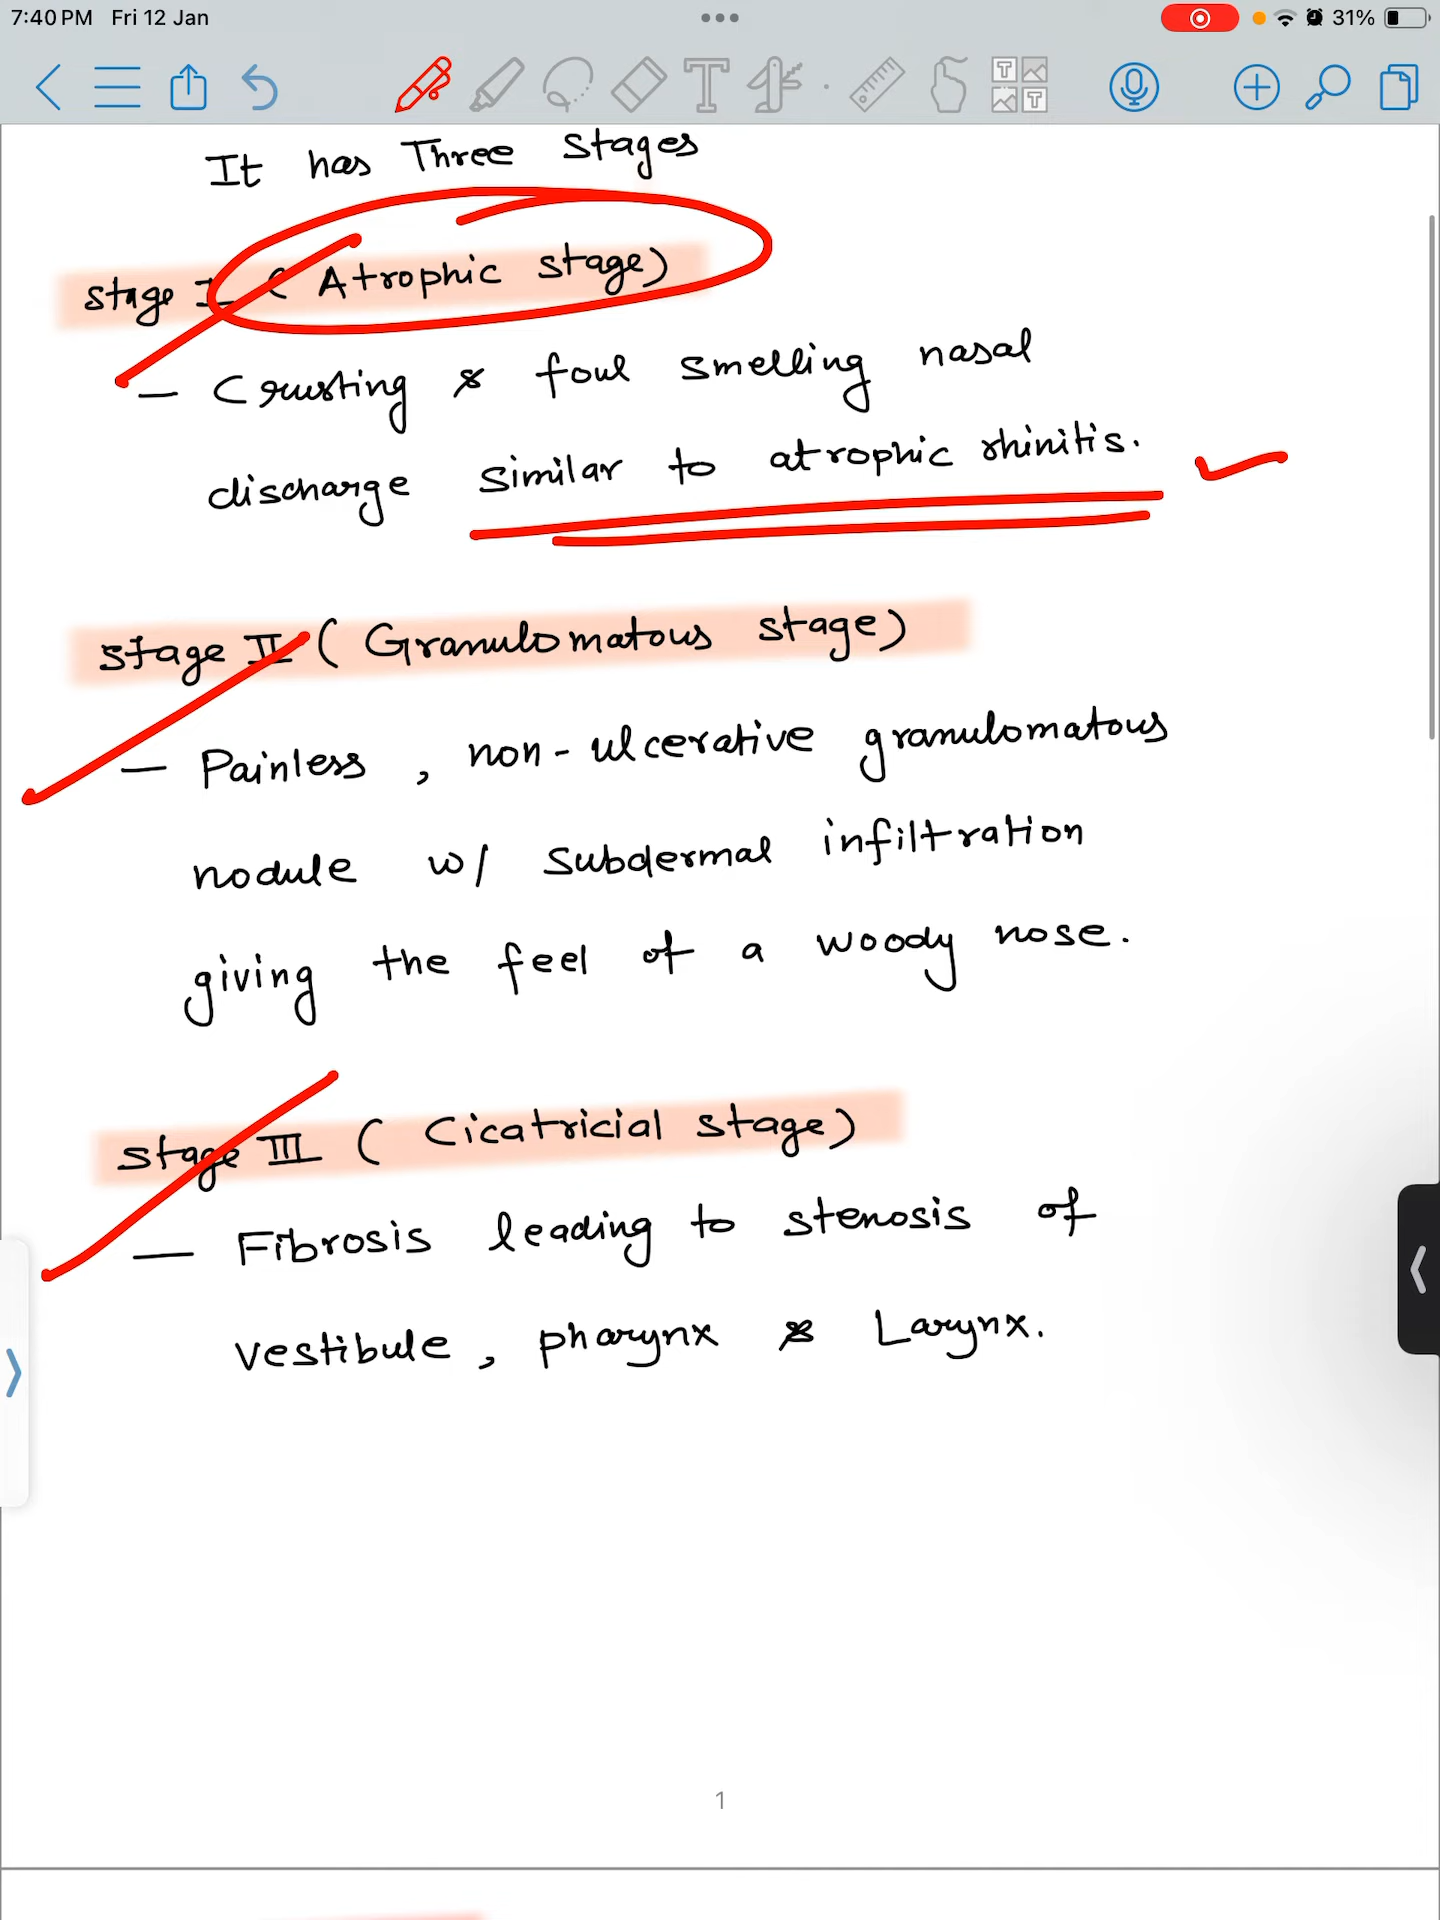 7:40 PM Fri 12 Jan
31%
It has Three stages
stage I (Atrophic stage)
— Crusting & foul smelling nasal
discharge similar to atrophic rhinitis.
stage II (Granulomatous stage)
— Painless, non-ulcerative granulomatous
nodule w/ subdermal infiltration
giving the feel of a woody nose.
stage III (Cicatricial stage)
— Fibrosis leading to stenosis of
vestibule, pharynx & Larynx.
1